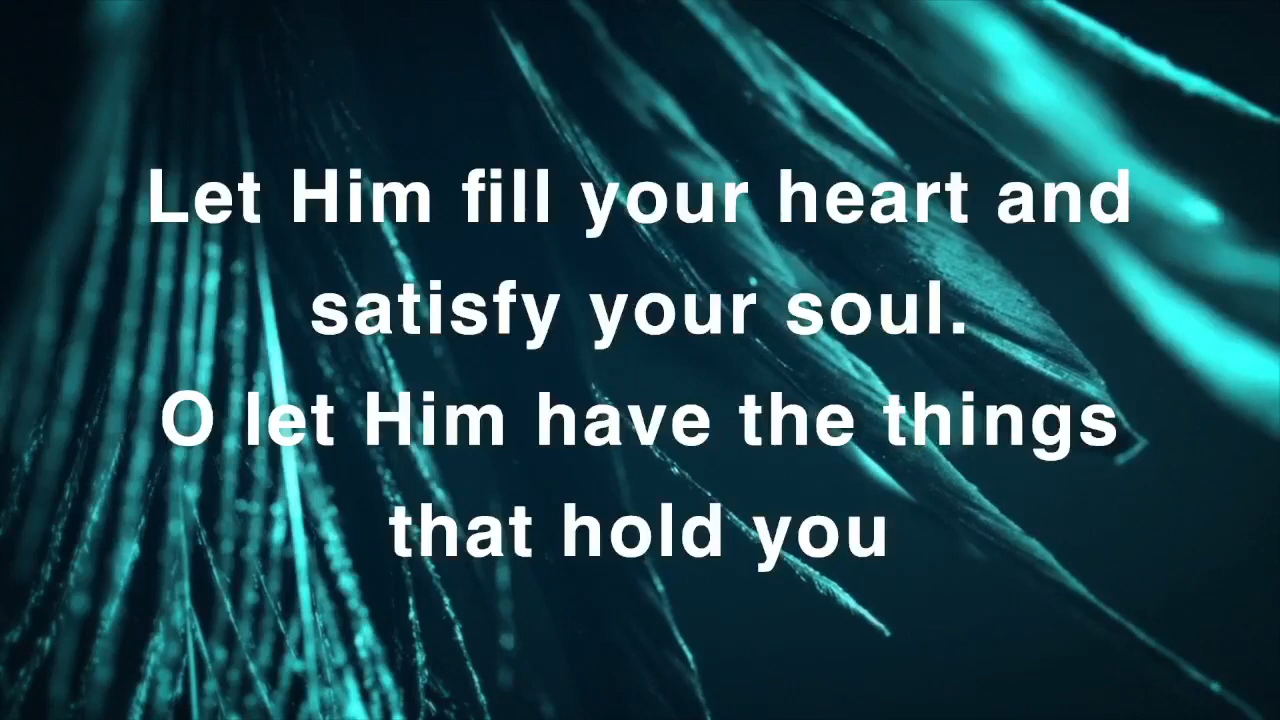 Let Him fill your heart and
satisfy your soul.
O let Him have the things
that hold you